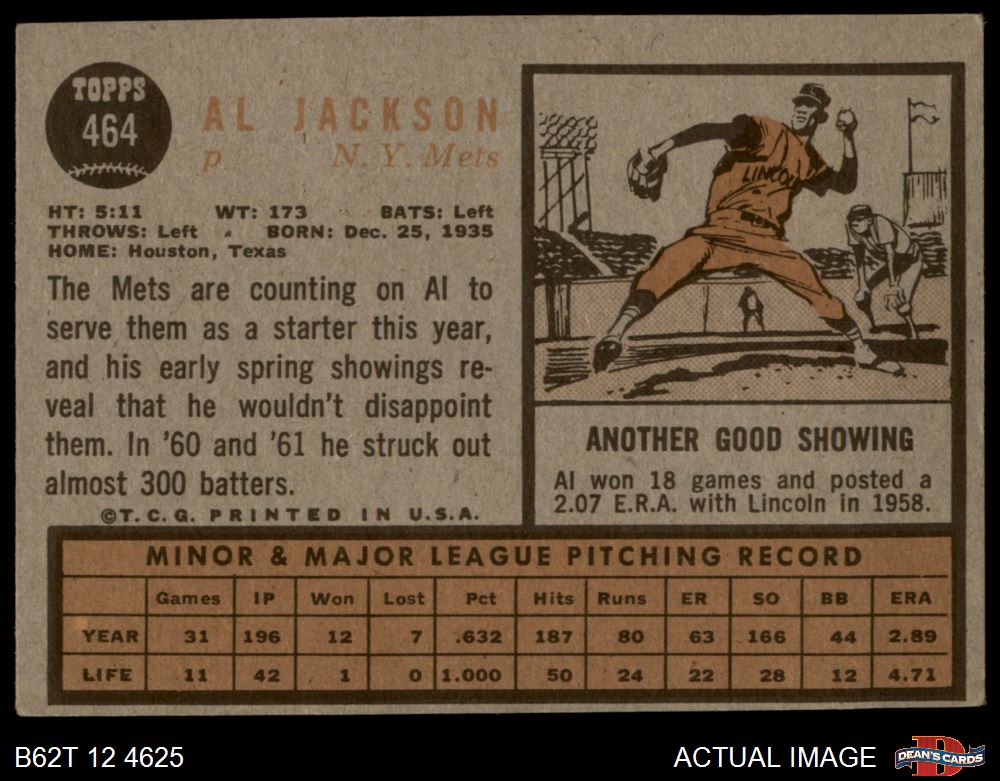 TOPPS
464
AL JACKSON
p N. Y. Mets
HT: 5:11 WT: 173 BATS: Left
THROWS: Left BORN: Dec. 25, 1935
HOME: Houston, Texas
The Mets are counting on Al to
serve them as a starter this year,
and his early spring showings re-
veal that he wouldn't disappoint
them. In '60 and '61 he struck out
almost 300 batters.
©T. C. G. PRINTED IN U.S.A.
LINCOLN
ANOTHER GOOD SHOWING
Al won 18 games and posted a
2.07 E.R.A. with Lincoln in 1958.
MINOR & MAJOR LEAGUE PITCHING RECORD
Games IP Won Lost Pct Hits Runs ER SO BB ERA
YEAR 31 196 12 7 .632 187 80 63 166 44 2.89
LIFE 11 42 1 0 1.000 50 24 22 28 12 4.71
B62T 12 4625
ACTUAL IMAGE
DEAN'S CARDS